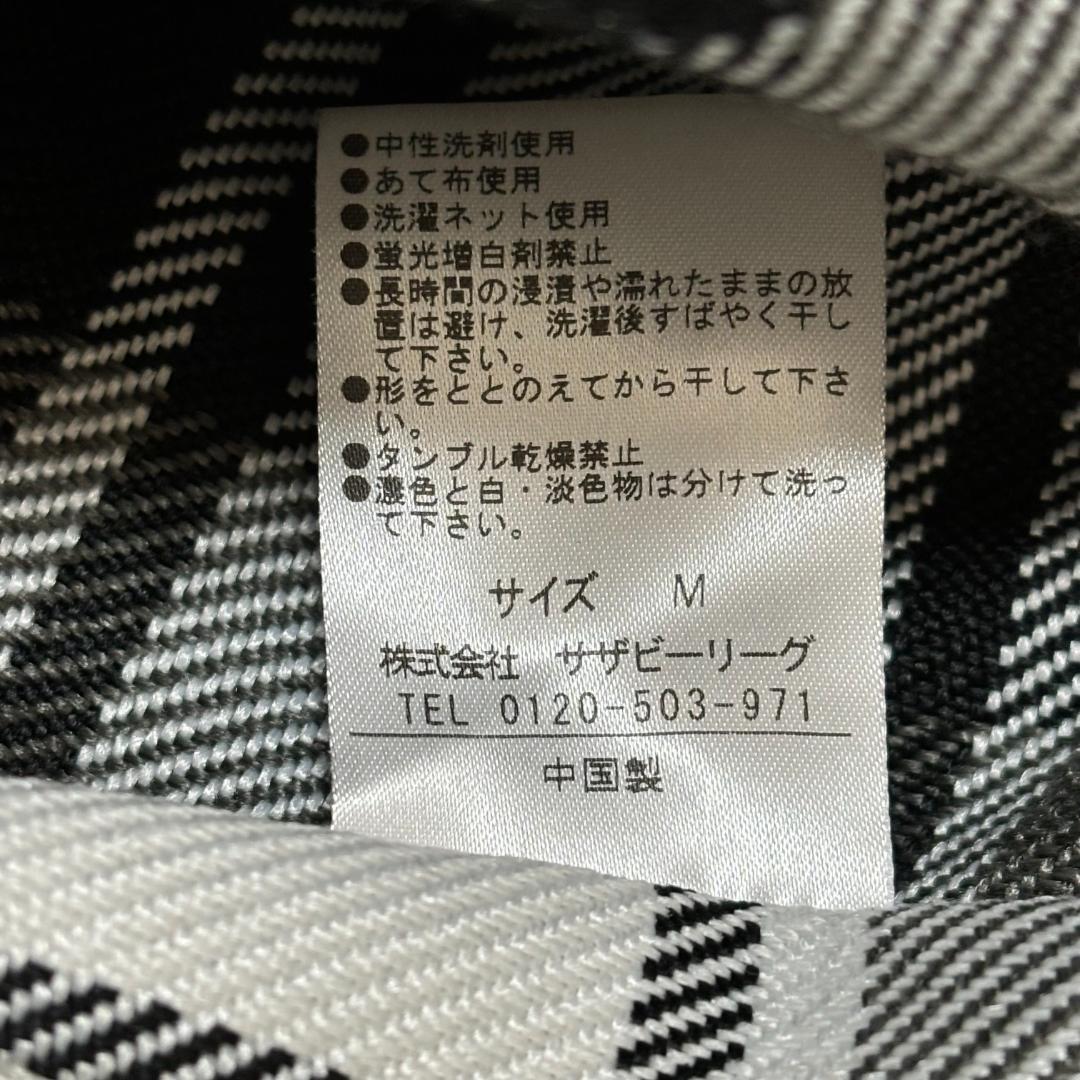 ●中性洗剤使用
●あて布使用
●洗濯ネット使用
●蛍光増白剤禁止
●長時間の浸漬や濡れたままの放
置は避け、洗濯後すばやく干し
て下さい。
●形をととのえてから干して下さ
い。
●タンブル乾燥禁止
●濃色と白・淡色物は分けて洗っ
て下さい。
サイズ M
株式会社 サザビーリーグ
TEL 0120-503-971
中国製